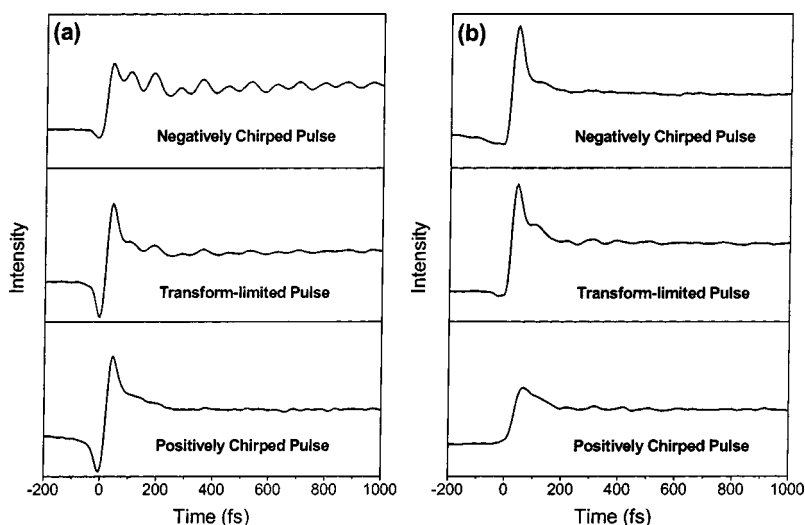 (a)
Negatively Chirped Pulse
Transform-limited Pulse
Positively Chirped Pulse
Intensity
-200 0 200 400 600 800 1000
Time (fs)
(b)
Negatively Chirped Pulse
Transform-limited Pulse
Positively Chirped Pulse
Intensity
-200 0 200 400 600 800 1000
Time (fs)